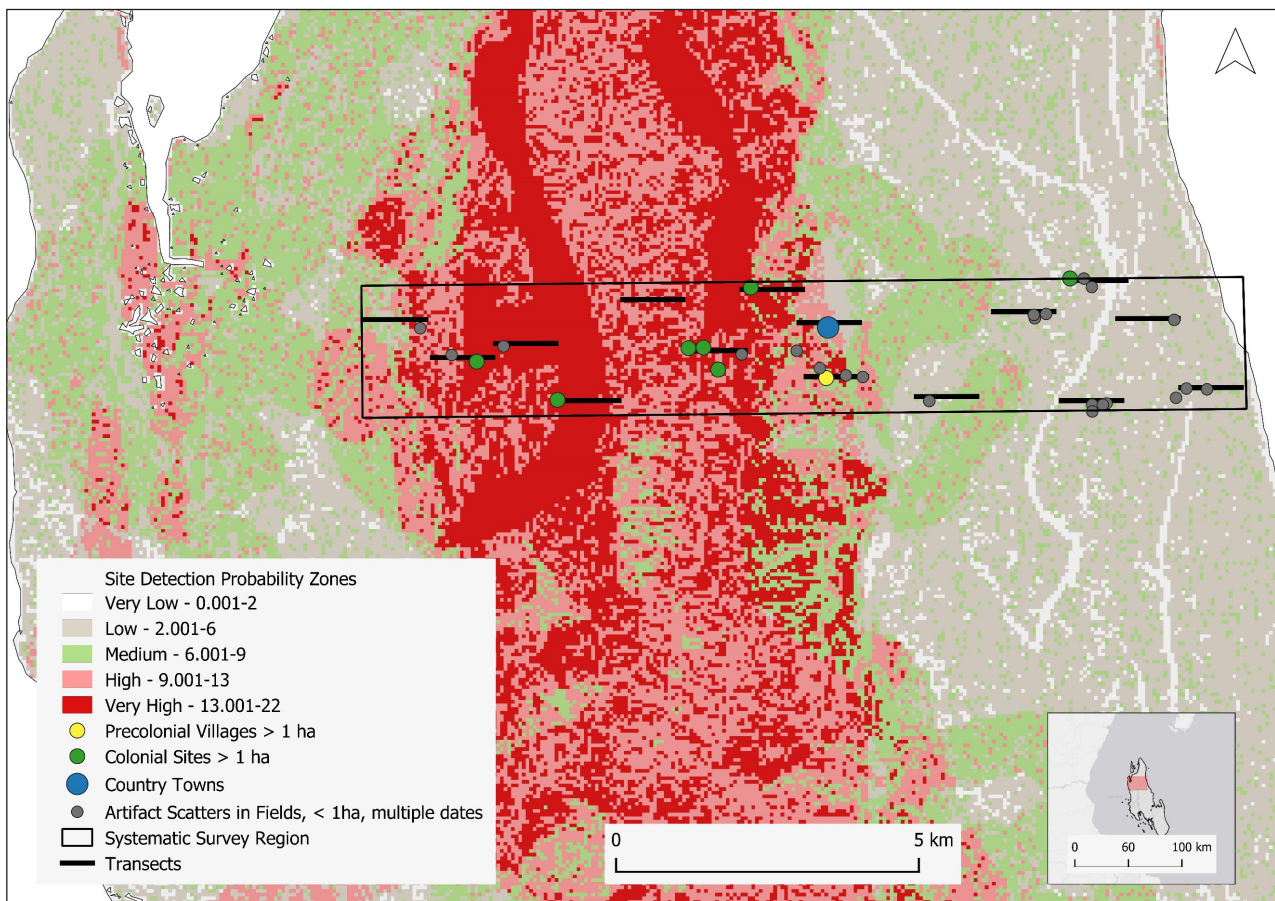 Site Detection Probability Zones
Very Low - 0.001-2
Low - 2.001-6
Medium - 6.001-9
High - 9.001-13
Very High - 13.001-22
Precolonial Villages > 1 ha
Colonial Sites > 1 ha
Country Towns
Artifact Scatters in Fields, < 1ha, multiple dates
Systematic Survey Region
Transects
0 5 km
0 60 100 km